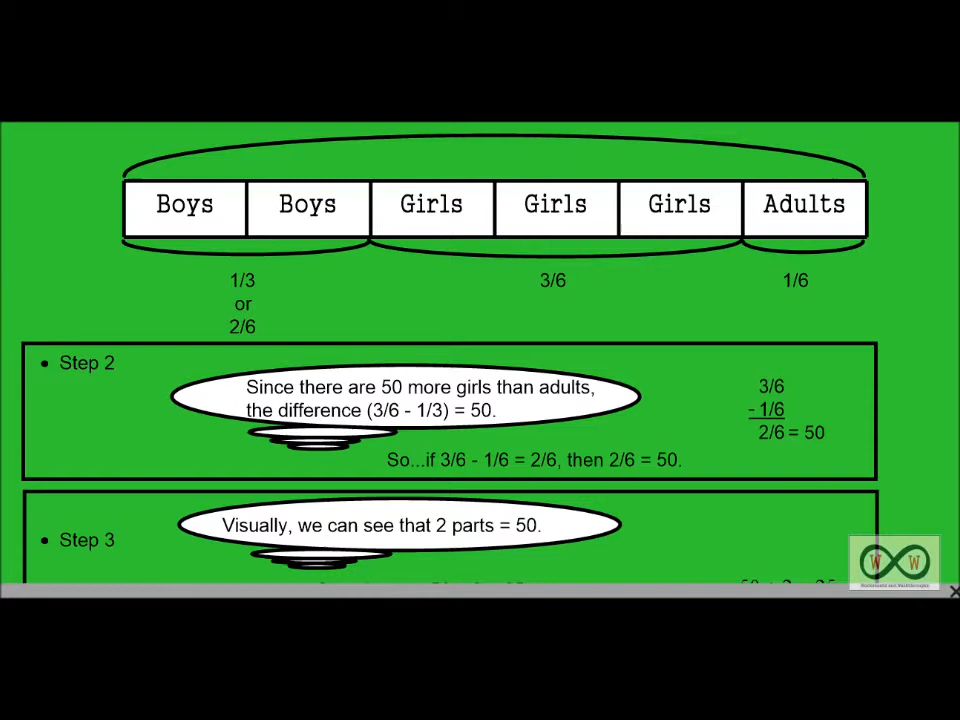 Boys Boys Girls Girls Girls Adults
1/3 3/6 1/6
or
2/6
• Step 2
Since there are 50 more girls than adults,
the difference (3/6 - 1/3) = 50.
3/6
- 1/6
2/6 = 50
So...if 3/6 - 1/6 = 2/6, then 2/6 = 50.
Visually, we can see that 2 parts = 50.
• Step 3
W W